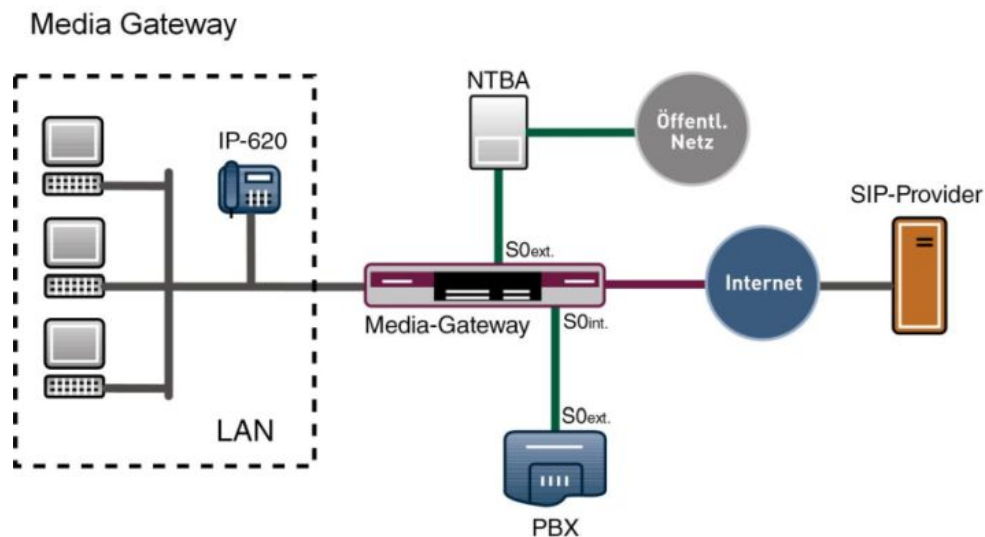 Media Gateway
NTBA
IP-620
Öffentl.
Netz
SIP-Provider
S0ext.
Internet
Media-Gateway
S0int.
S0ext.
LAN
PBX